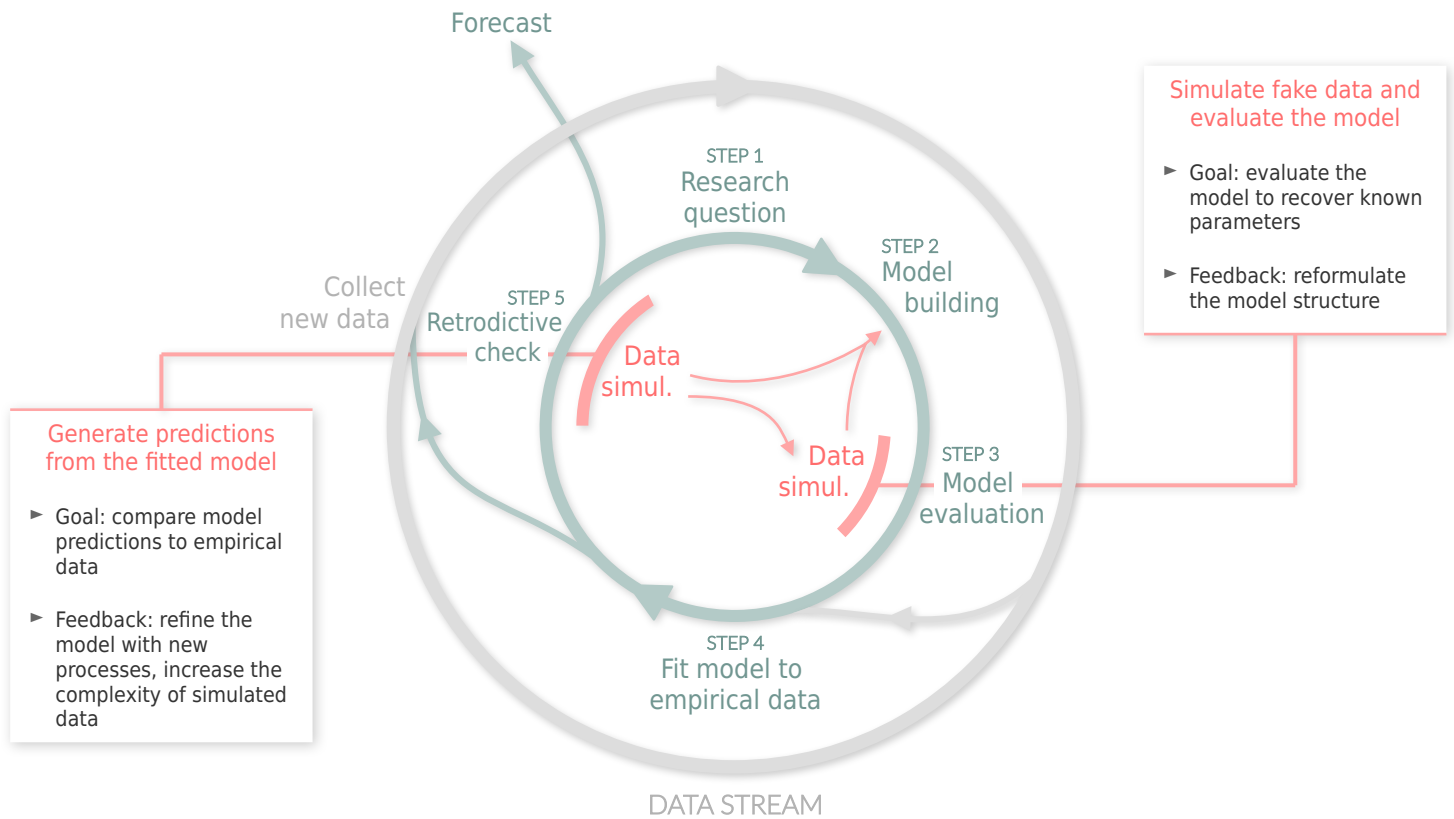 Forecast
STEP 1
Research
question
STEP 2
Model
building
STEP 3
Model
evaluation
STEP 4
Fit model to
empirical data
STEP 5
Retrodictive
check
Collect
new data
Data
simul.
Data
simul.
DATA STREAM
Simulate fake data and
evaluate the model
► Goal: evaluate the
model to recover known
parameters
► Feedback: reformulate
the model structure
Generate predictions
from the fitted model
► Goal: compare model
predictions to empirical
data
► Feedback: refine the
model with new
processes, increase the
complexity of simulated
data